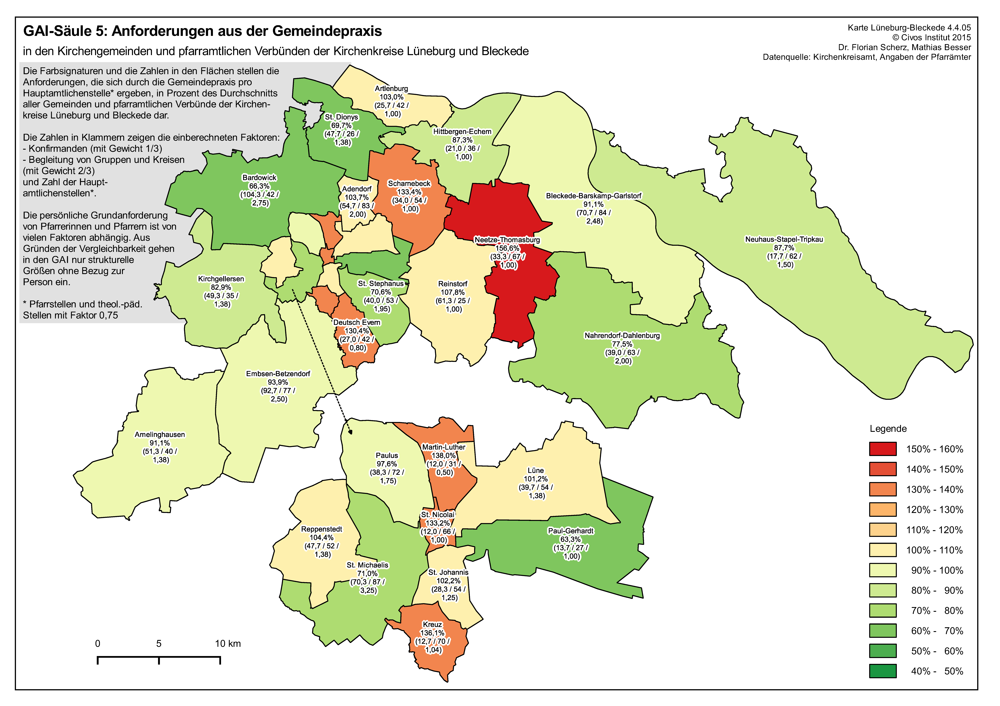 GAI-Säule 5: Anforderungen aus der Gemeindepraxis
in den Kirchengemeinden und pfarramtlichen Verbünden der Kirchenkreise Lüneburg und Bleckede
Karte Lüneburg-Bleckede 4.4.05
© Civos Institut 2015
Dr. Florian Scherz, Mathias Besser
Datenquelle: Kirchenkreisamt, Angaben der Pfarrämter
Die Farbsignaturen und die Zahlen in den Flächen stellen die
Anforderungen, die sich durch die Gemeindepraxis pro
Hauptamtlichenstelle* ergeben, in Prozent des Durchschnitts
aller Gemeinden und pfarramtlichen Verbünde der Kirchen-
kreise Lüneburg und Bleckede dar.
Die Zahlen in Klammern zeigen die einberechneten Faktoren:
- Konfirmanden (mit Gewicht 1/3)
- Begleitung von Gruppen und Kreisen
(mit Gewicht 2/3)
und Zahl der Haupt-
amtlichenstellen*.
Die persönliche Grundanforderung
von Pfarrerinnen und Pfarrern ist von
vielen Faktoren abhängig. Aus
Gründen der Vergleichbarkeit gehen
in den GAI nur strukturelle
Größen ohne Bezug zur
Person ein.
* Pfarrstellen und theol.-päd.
Stellen mit Faktor 0,75
Artlenburg
103,0%
(25,7 / 42 /
1,00)
St. Dionys
69,7%
(47,7 / 26 /
1,38)
Hittbergen-Echem
87,3%
(21,0 / 36 /
1,00)
Bardowick
66,3%
(104,3 / 42 /
2,75)
Adendorf
103,7%
(54,7 / 83 /
2,00)
Scharnebeck
133,4%
(34,0 / 54 /
1,00)
Bleckede-Barskamp-Garlstorf
91,1%
(70,7 / 84 /
2,48)
Neetze-Thomasburg
156,6%
(33,3 / 67 /
1,00)
Neuhaus-Stapel-Tripkau
87,7%
(17,7 / 62 /
1,50)
Kirchgellersen
82,9%
(49,3 / 35 /
1,38)
St. Stephanus
70,6%
(40,0 / 53 /
1,95)
Reinstorf
107,8%
(61,3 / 25 /
1,00)
Deutsch Evern
130,4%
(27,0 / 42 /
0,80)
Nahrendorf-Dahlenburg
77,5%
(39,0 / 63 /
2,00)
Embsen-Betzendorf
93,9%
(92,7 / 77 /
2,50)
Amelinghausen
91,1%
(51,3 / 40 /
1,38)
Paulus
97,6%
(38,3 / 72 /
1,75)
Martin-Luther
138,0%
(12,0 / 31 /
0,50)
Lüne
101,2%
(39,7 / 54 /
1,38)
St. Nicolai
133,2%
(12,0 / 66 /
1,00)
Reppenstedt
104,4%
(47,7 / 52 /
1,38)
Paul-Gerhardt
63,3%
(13,7 / 27 /
1,00)
St. Michaelis
71,0%
(70,3 / 87 /
3,25)
St. Johannis
102,2%
(28,3 / 54 /
1,25)
Kreuz
136,1%
(12,7 / 70 /
1,04)
Legende
150% - 160%
140% - 150%
130% - 140%
120% - 130%
110% - 120%
100% - 110%
90% - 100%
80% - 90%
70% - 80%
60% - 70%
50% - 60%
40% - 50%
0 5 10 km